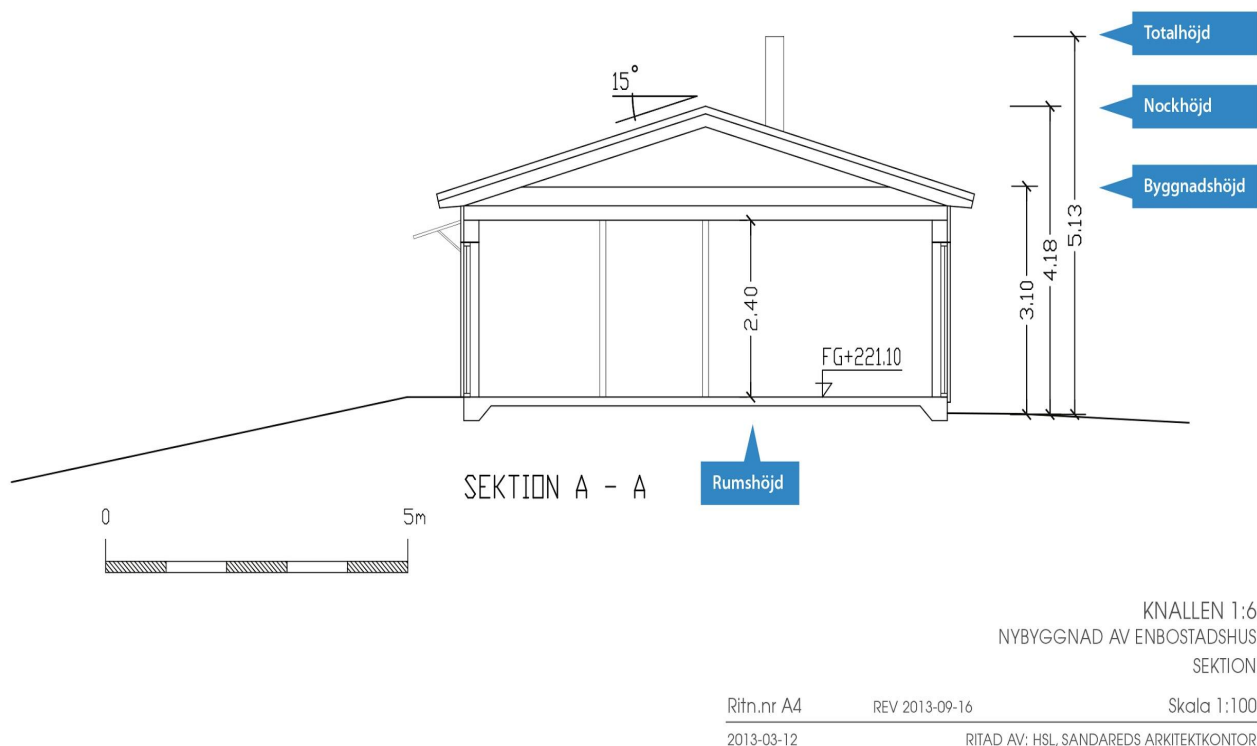 Totalhöjd
15°
Nockhöjd
Byggnadshöjd
5.13
4.18
3.10
2.40
FG+221.10
Rumshöjd
SEKTION A - A
0 5m
KNALLEN 1:6
NYBYGGNAD AV ENBOSTADSHUS
SEKTION
Ritn.nr A4 REV 2013-09-16 Skala 1:100
2013-03-12 RITAD AV: HSL, SANDAREDS ARKITEKTKONTOR